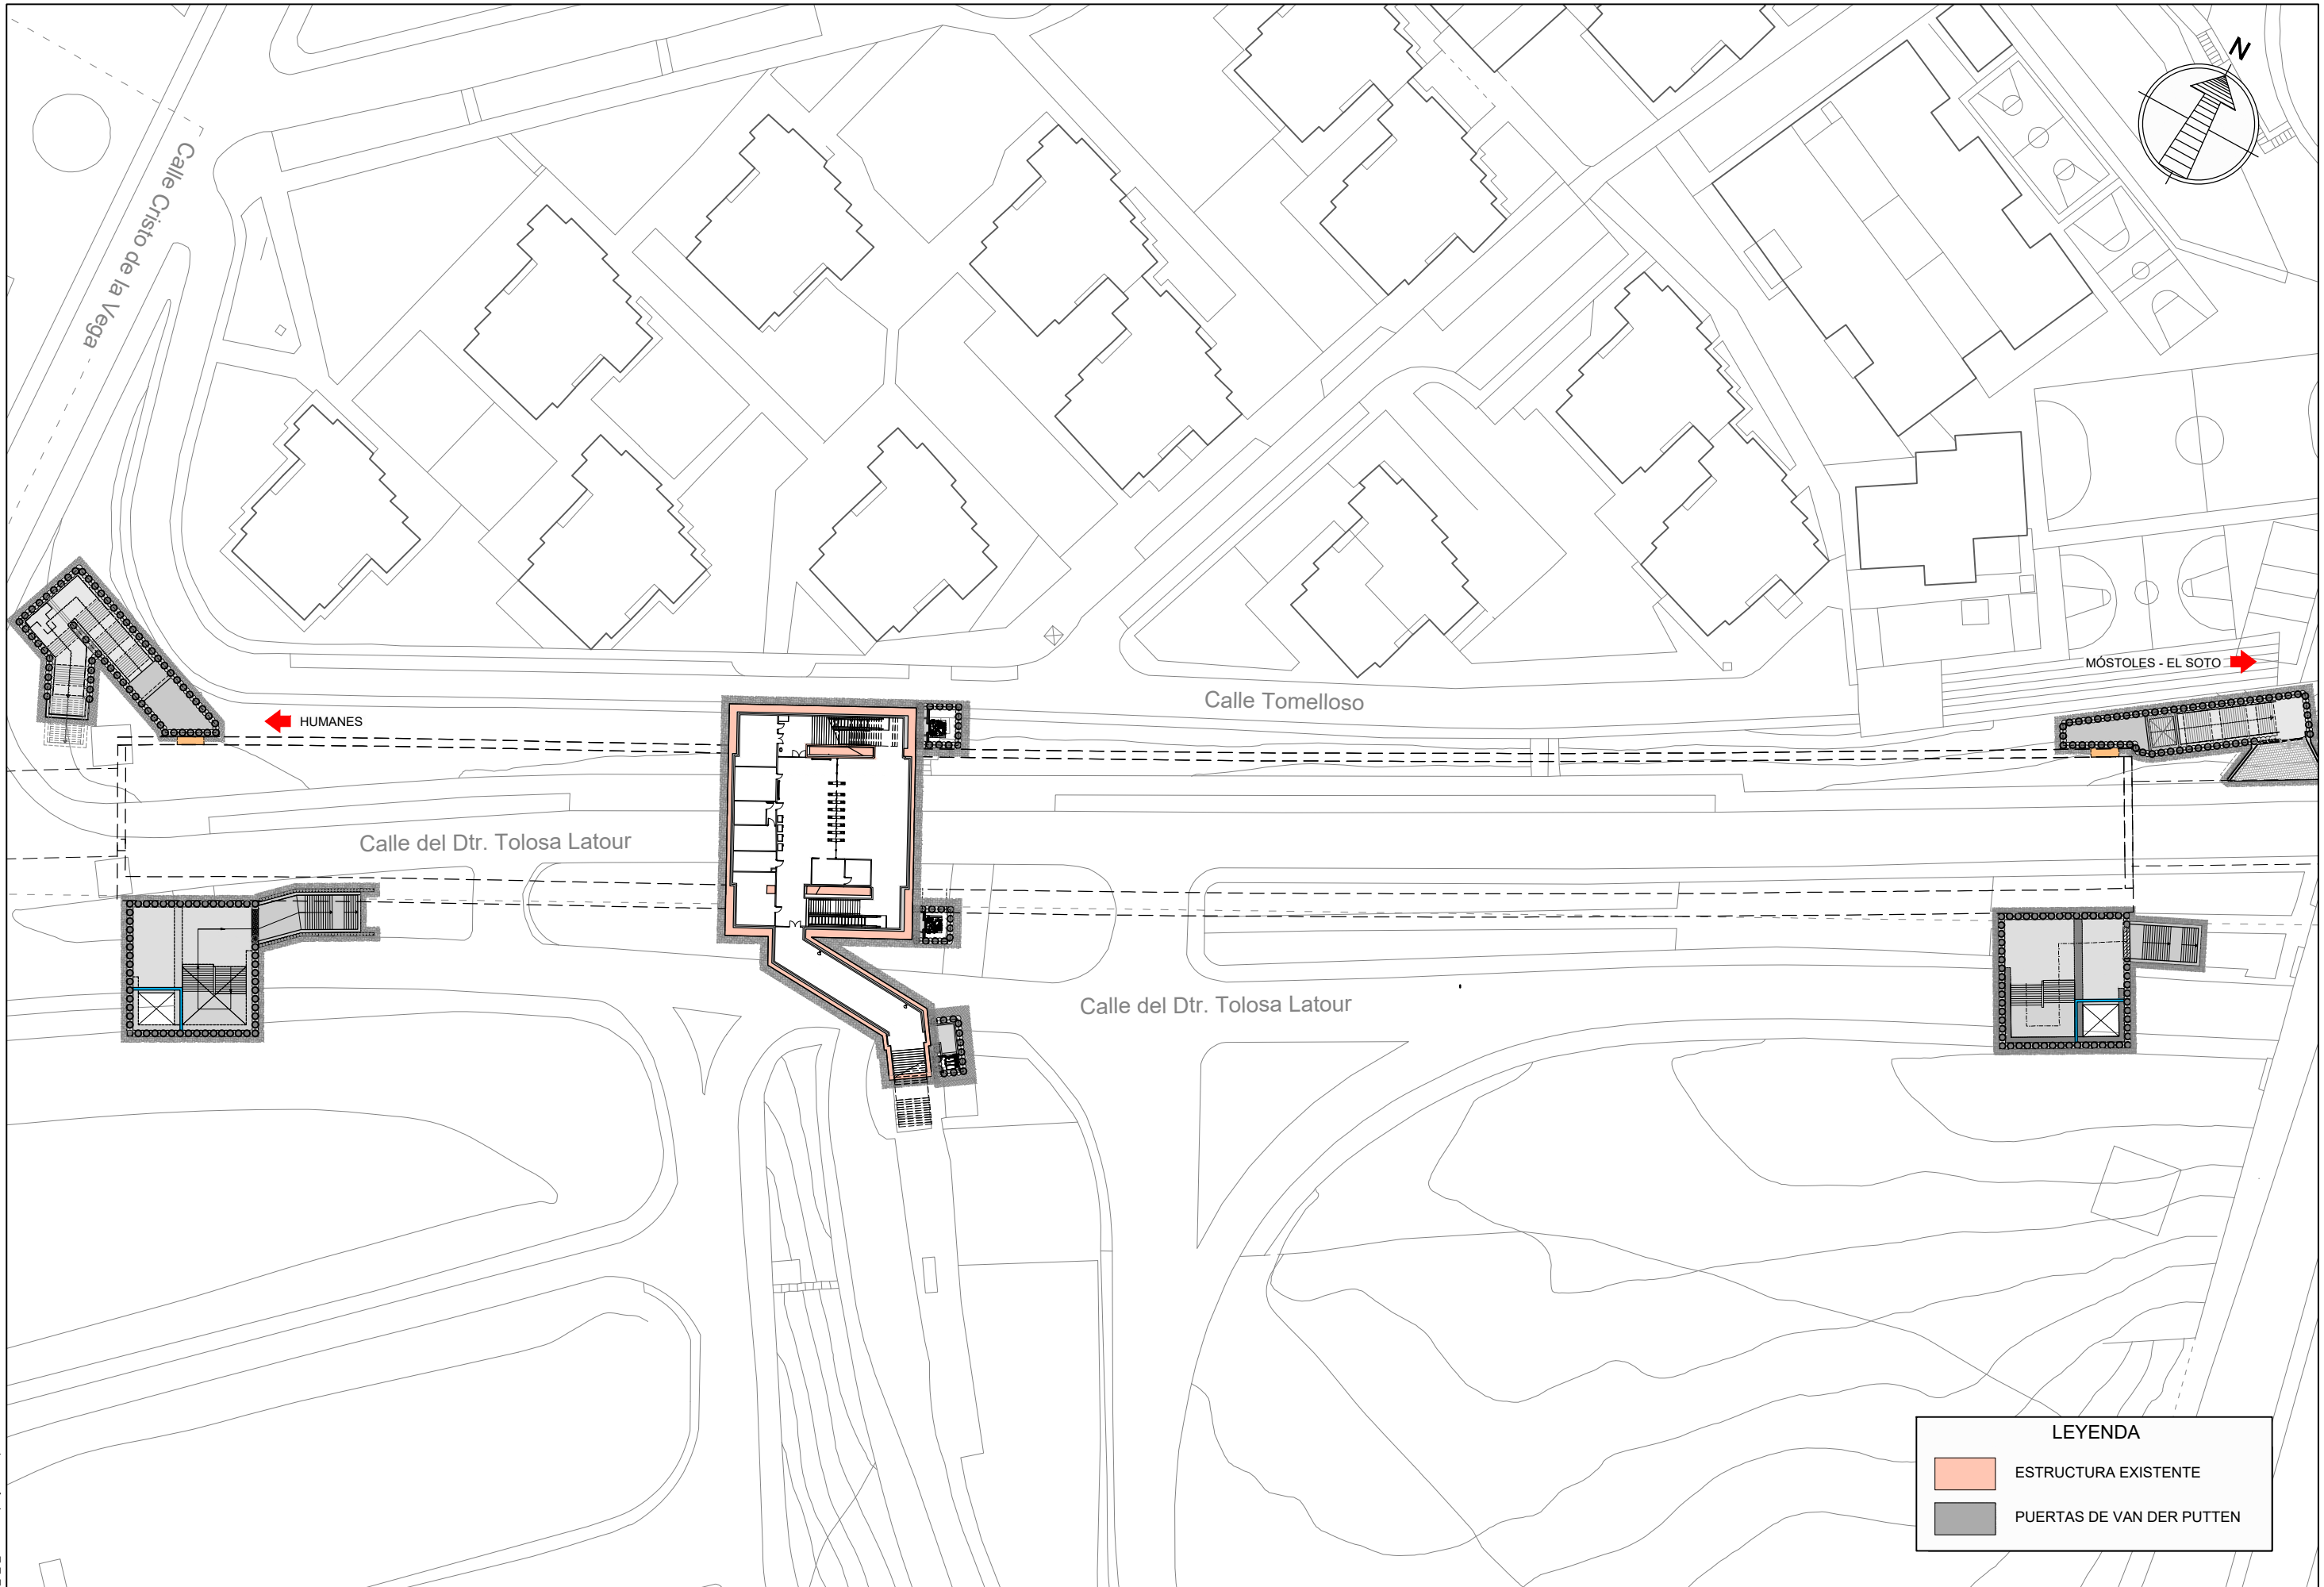 N
Calle Cristo de la Vega
MÓSTOLES - EL SOTO
Calle Tomelloso
HUMANES
Calle del Dtr. Tolosa Latour
Calle del Dtr. Tolosa Latour
LEYENDA
ESTRUCTURA EXISTENTE
PUERTAS DE VAN DER PUTTEN